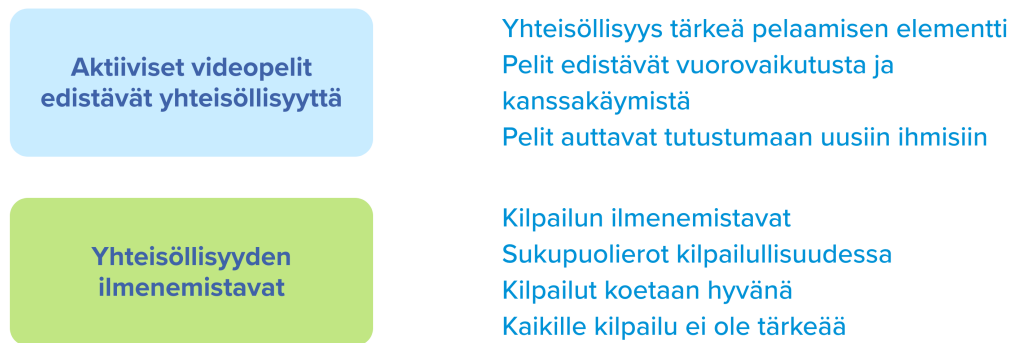 Aktiiviset videopelit
edistävät yhteisöllisyyttä
Yhteisöllisyys tärkeä pelaamisen elementti
Pelit edistävät vuorovaikutusta ja
kanssakäymistä
Pelit auttavat tutustumaan uusiin ihmisiin
Yhteisöllisyyden
ilmenemistavat
Kilpailun ilmenemistavat
Sukupuolierot kilpailullisuudessa
Kilpailut koetaan hyvänä
Kaikille kilpailu ei ole tärkeää